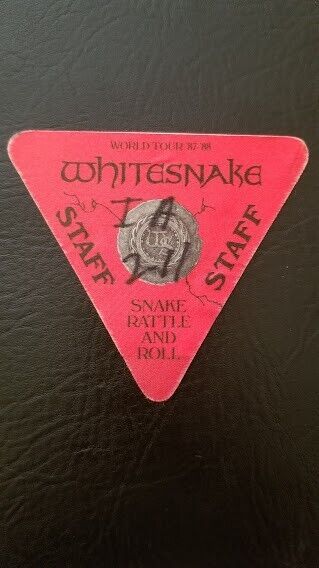 WORLD TOUR '87-'88
WHITESNAKE
I A
2/11
STAFF
STAFF
SNAKE
RATTLE
AND
ROLL